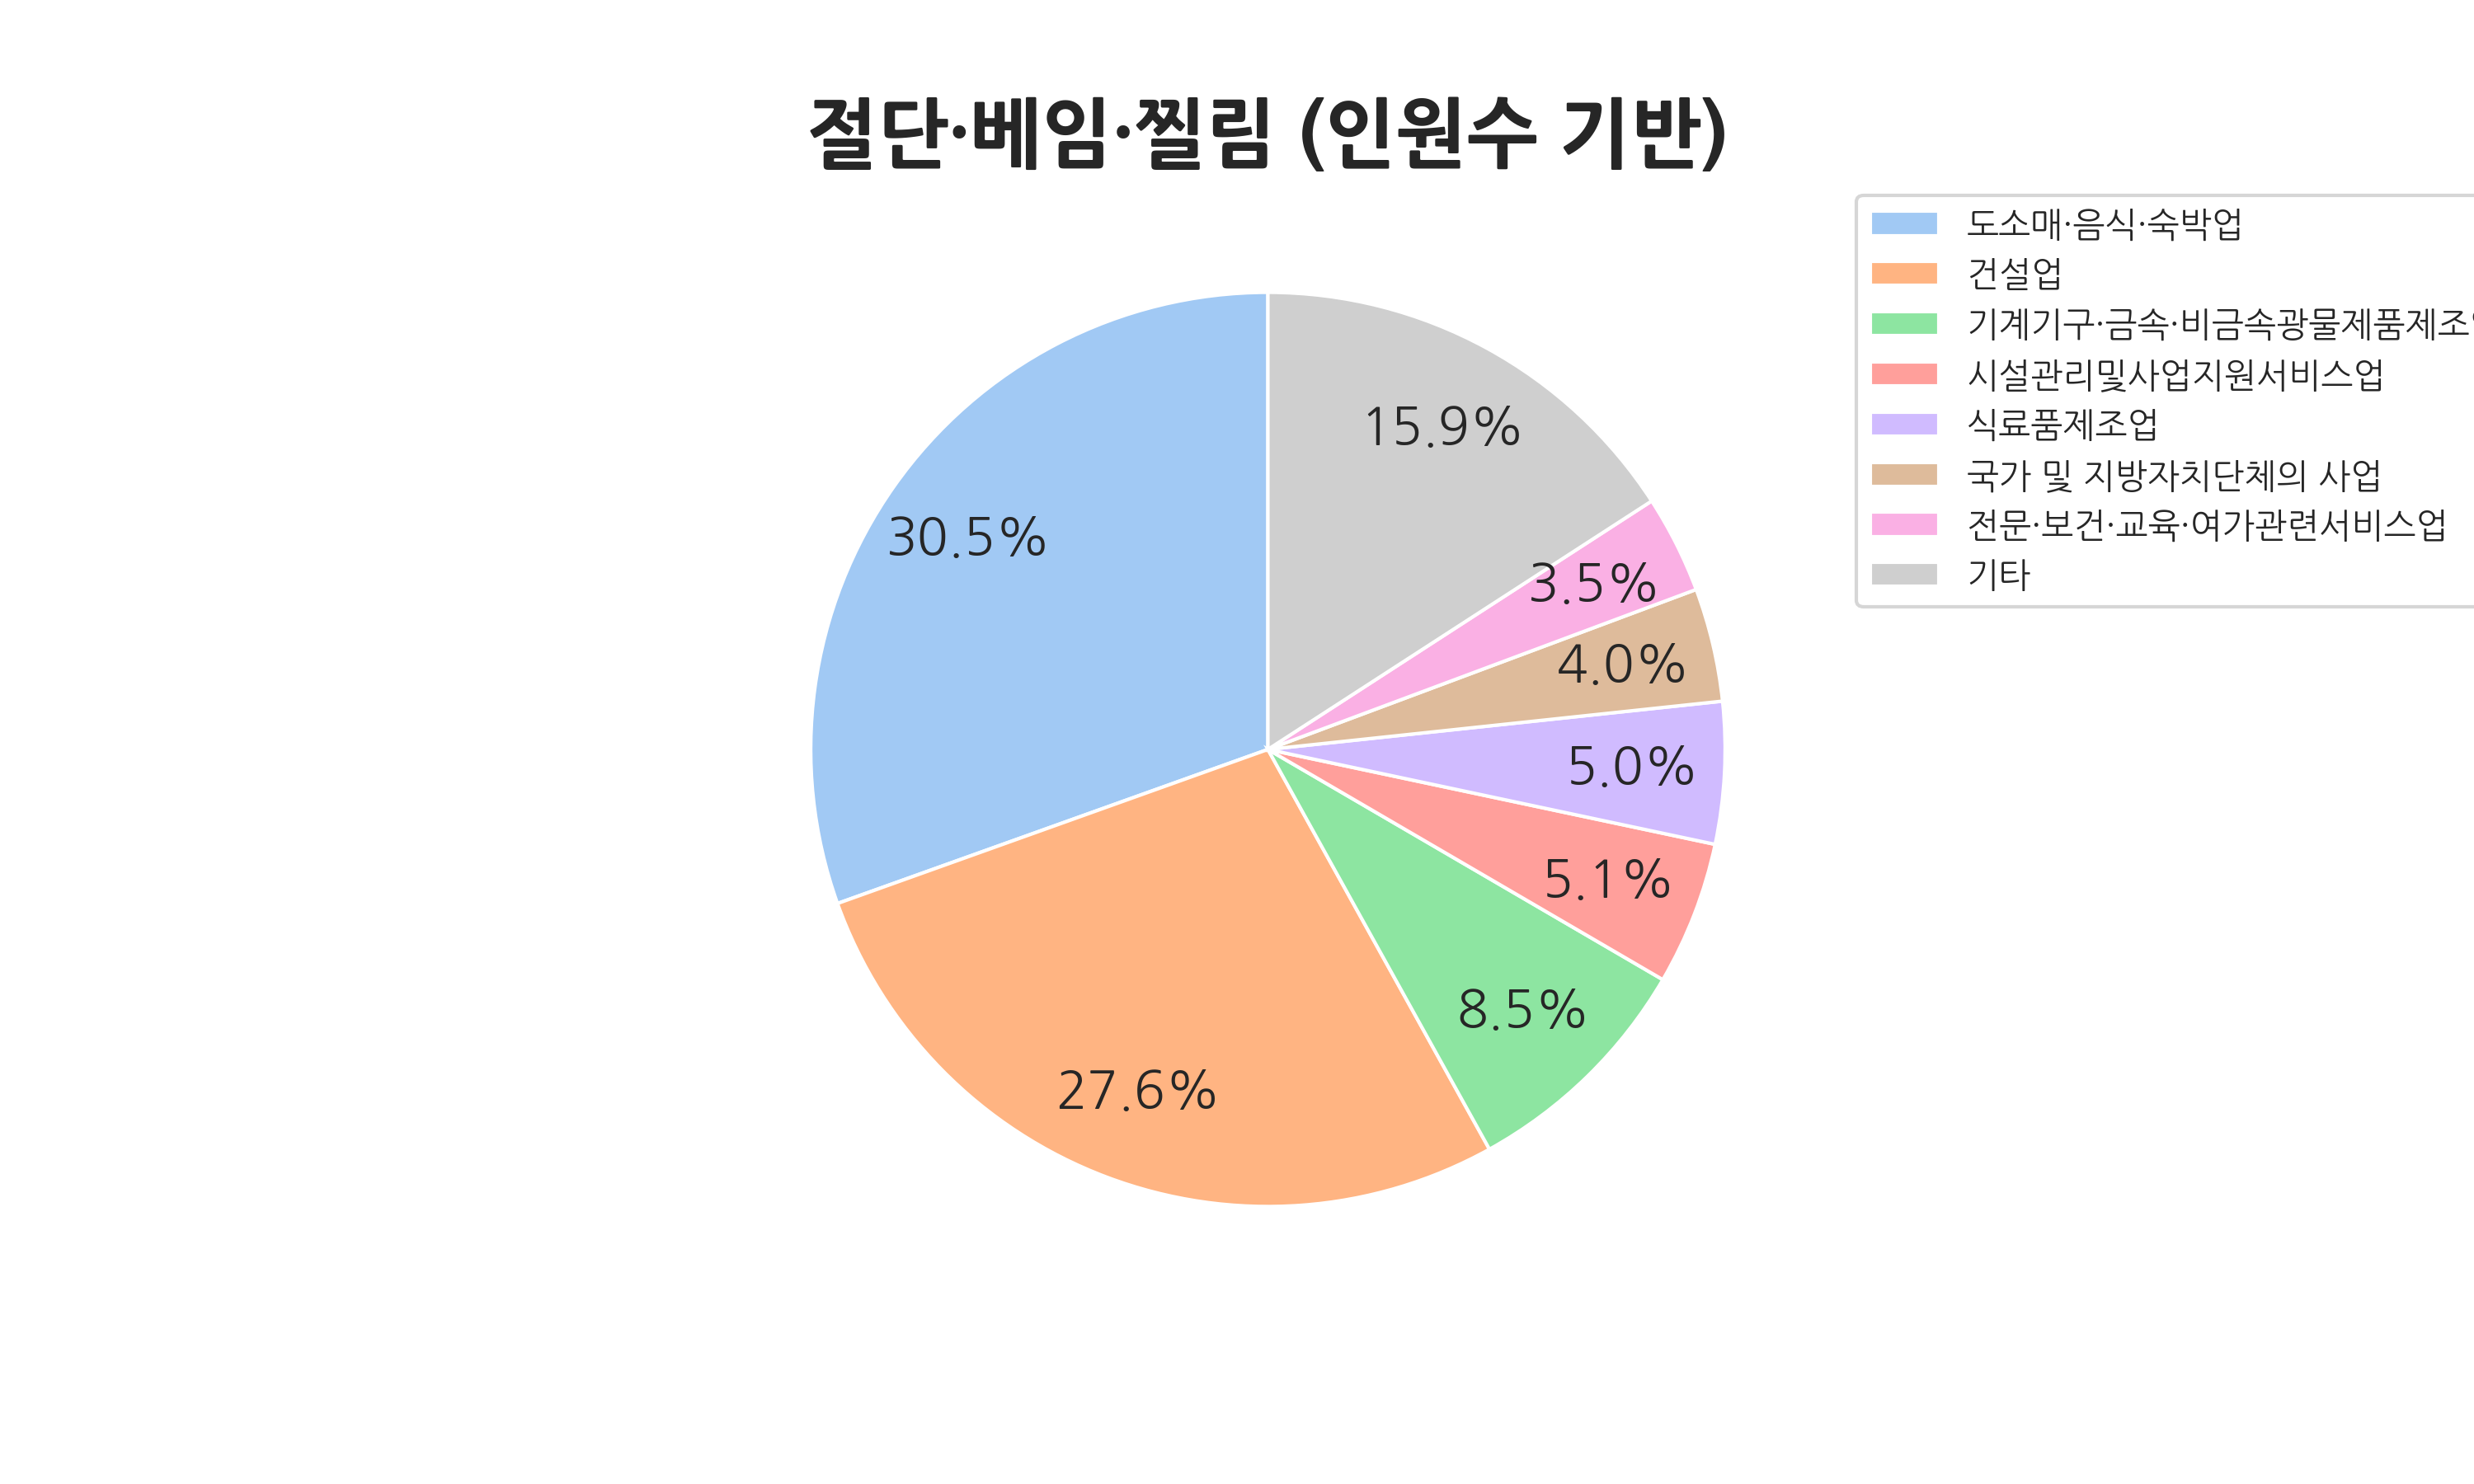 절단·베임·찔림 (인원수 기반)
도소매·음식·숙박업
건설업
기계기구·금속·비금속광물제품제조
시설관리및사업지원서비스업
식료품제조업
국가 및 지방자치단체의 사업
전문·보건·교육·여가관련서비스업
기타
15.9%
30.5%
3.5%
4.0%
5.0%
5.1%
8.5%
27.6%